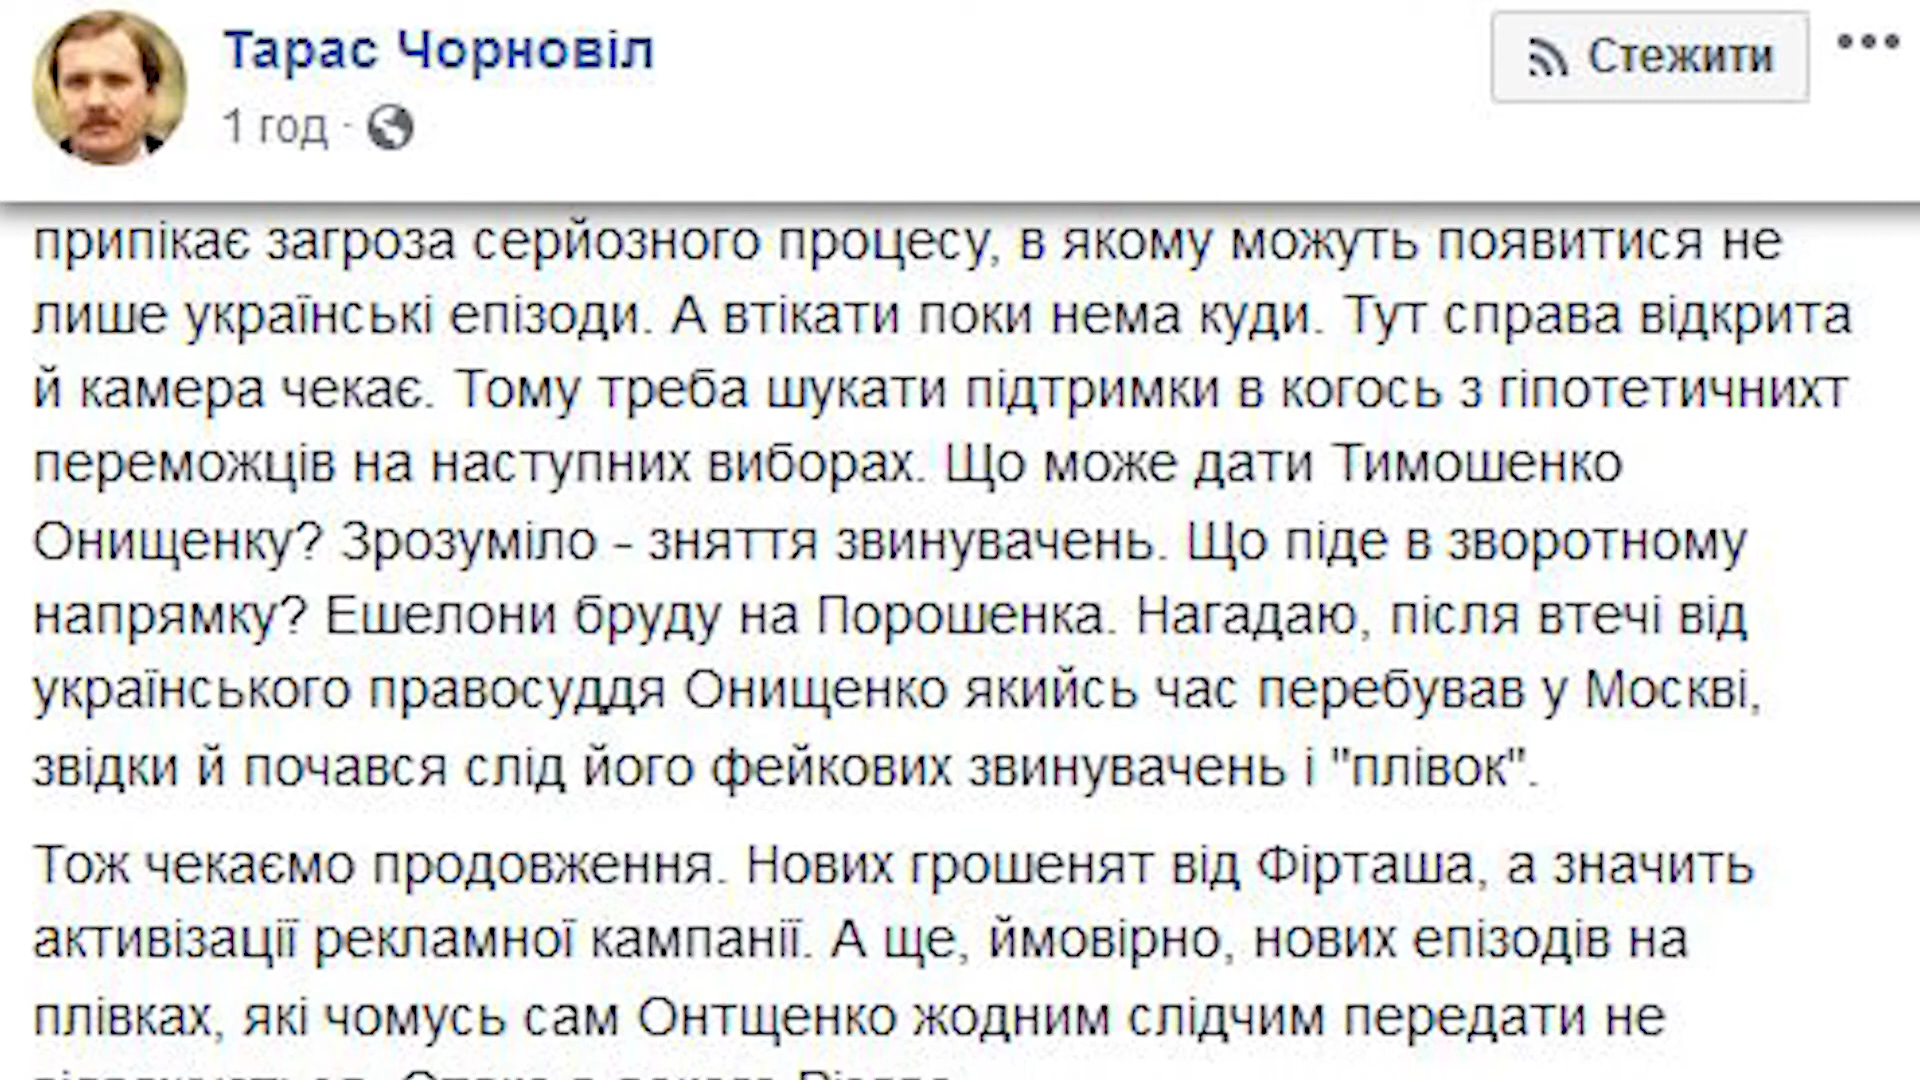 Тарас Чорновіл
Стежити
1 год ·
припікає загроза серйозного процесу, в якому можуть появитися не
лише українські епізоди. А втікати поки нема куди. Тут справа відкрита
й камера чекає. Тому треба шукати підтримки в когось з гіпотетичнихт
переможців на наступних виборах. Що може дати Тимошенко
Онищенку? Зрозуміло - зняття звинувачень. Що піде в зворотному
напрямку? Ешелони бруду на Порошенка. Нагадаю, після втечі від
українського правосуддя Онищенко якийсь час перебував у Москві,
звідки й почався слід його фейкових звинувачень і "плівок".
Тож чекаємо продовження. Нових грошенят від Фірташа, а значить
активізації рекламної кампанії. А ще, ймовірно, нових епізодів на
плівках, які чомусь сам Онтщенко жодним слідчим передати не